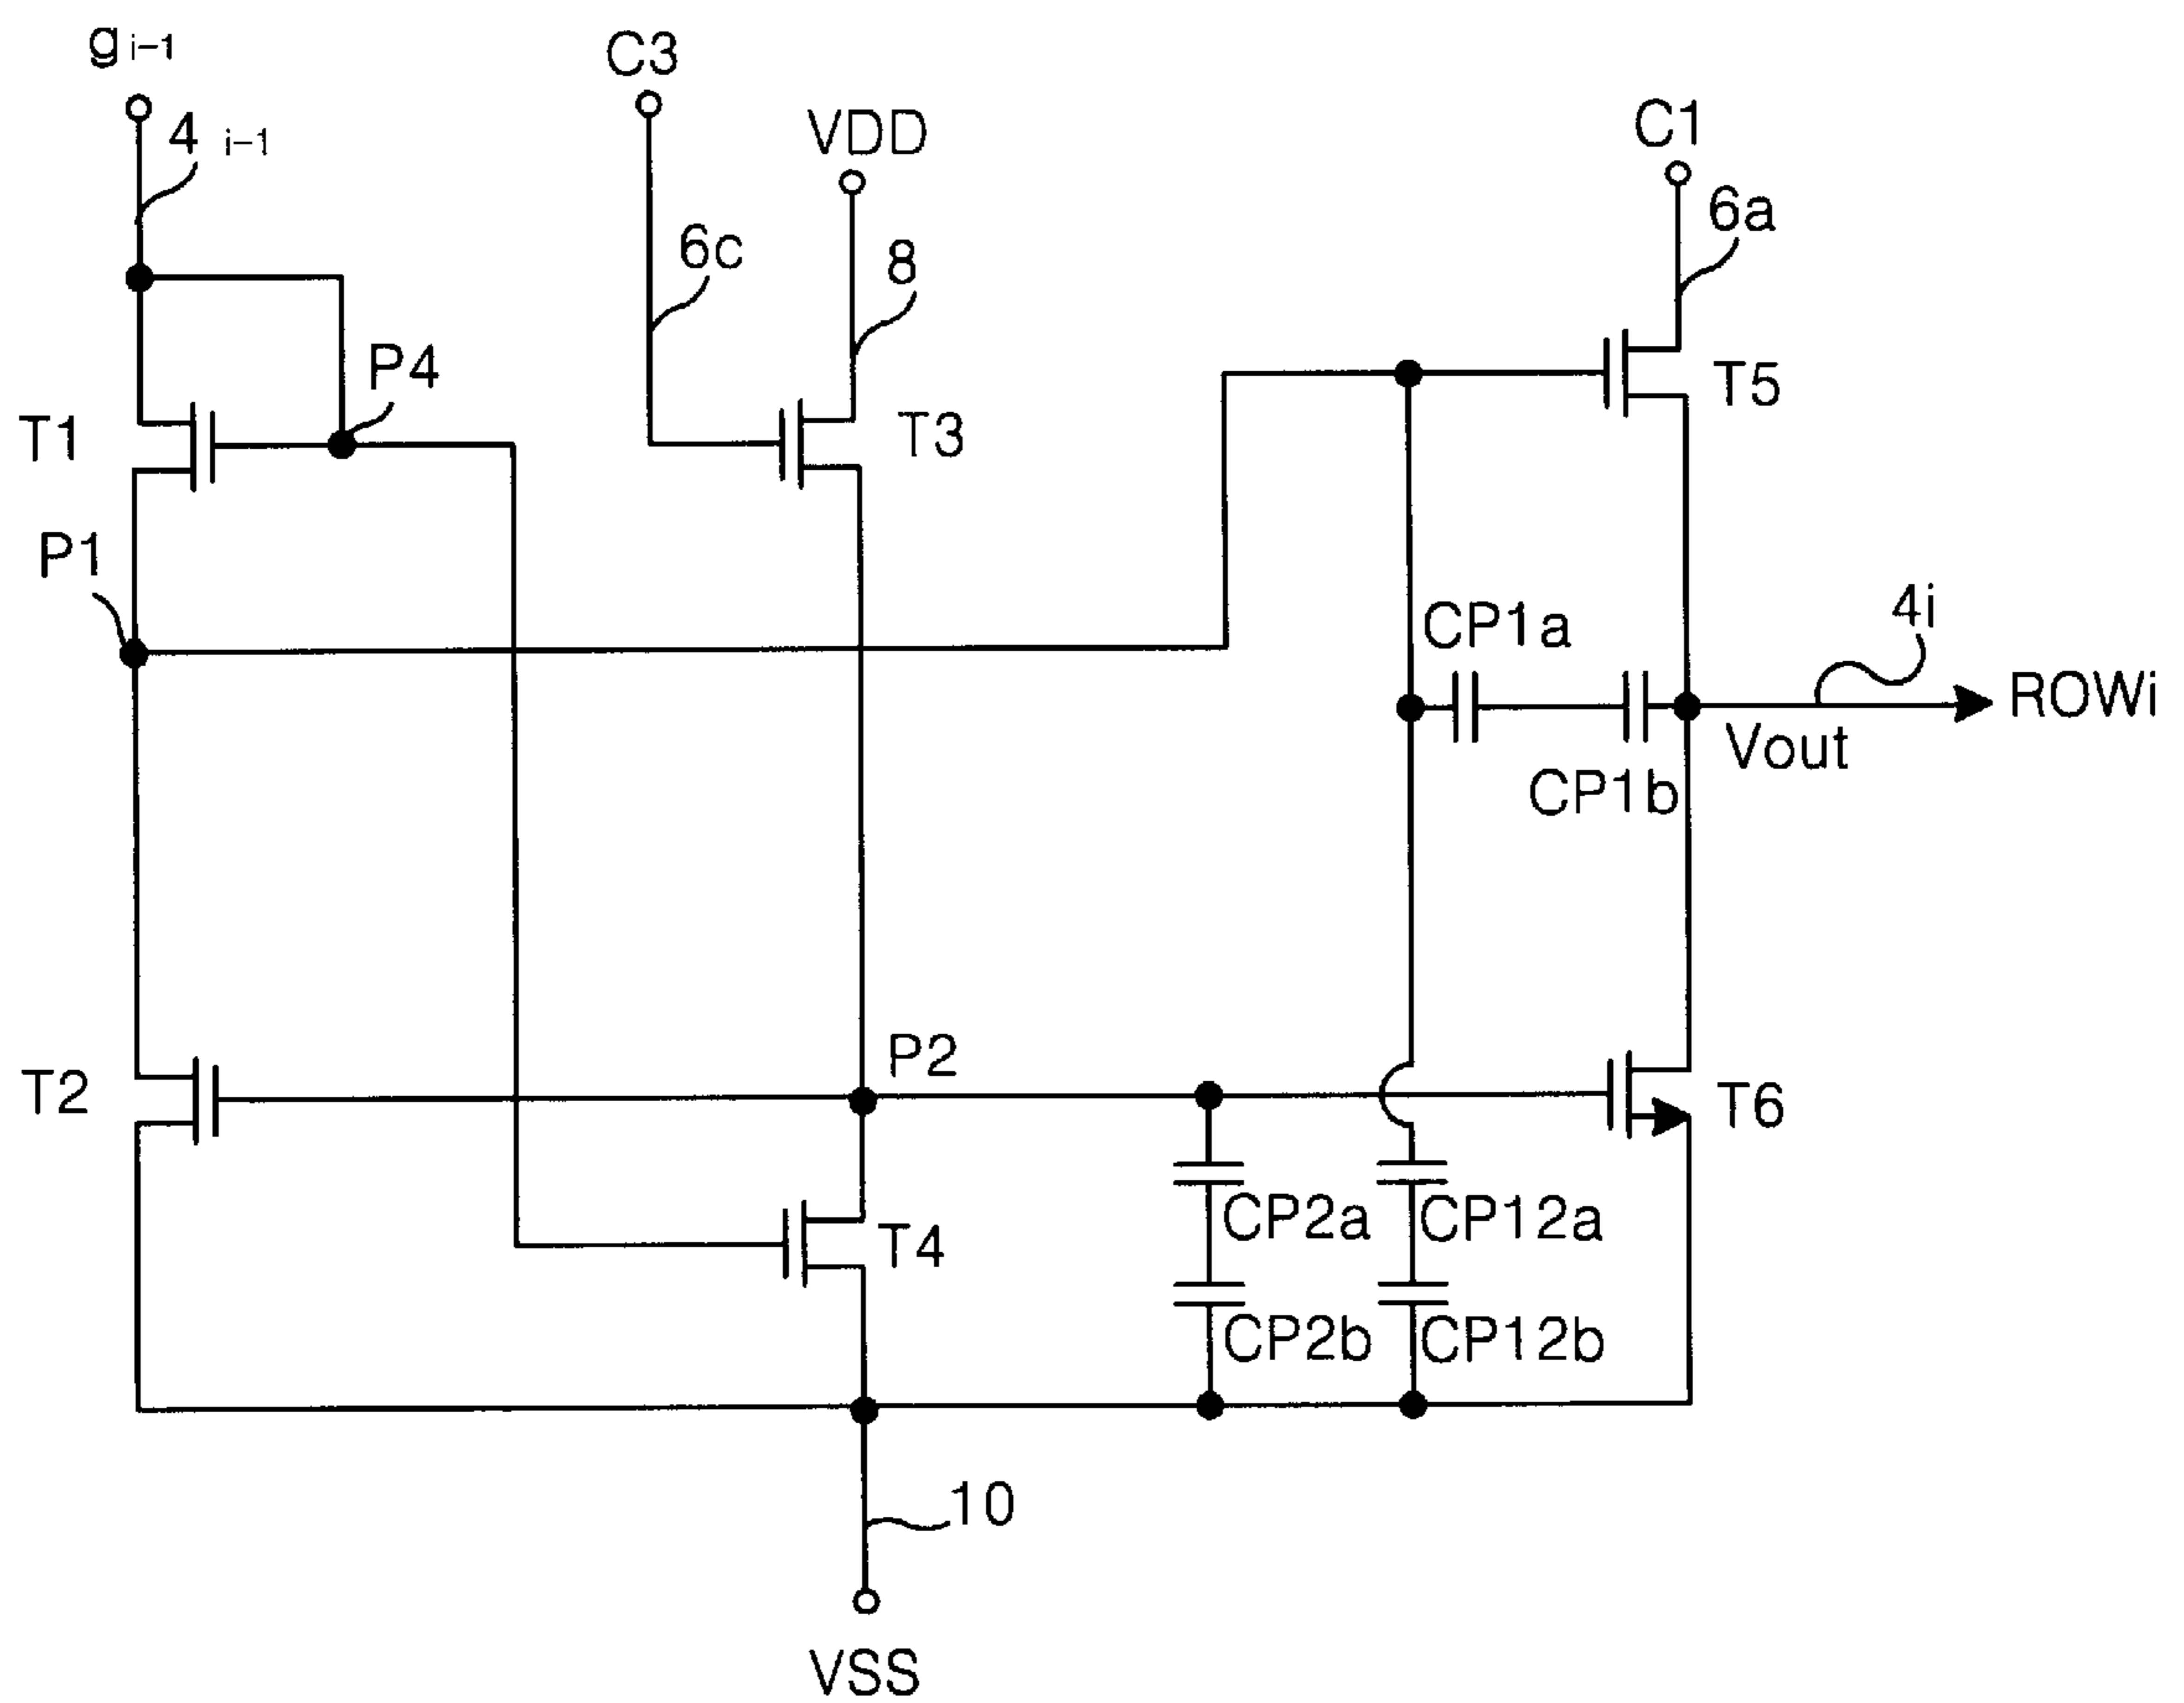 g i-1
C3
VDD
C1
4 i-1
6c
8
6a
P4
T1
T3
T5
P1
CP1a
4i
ROWi
Vout
CP1b
P2
T2
T6
CP2a
CP12a
T4
CP2b
CP12b
10
VSS